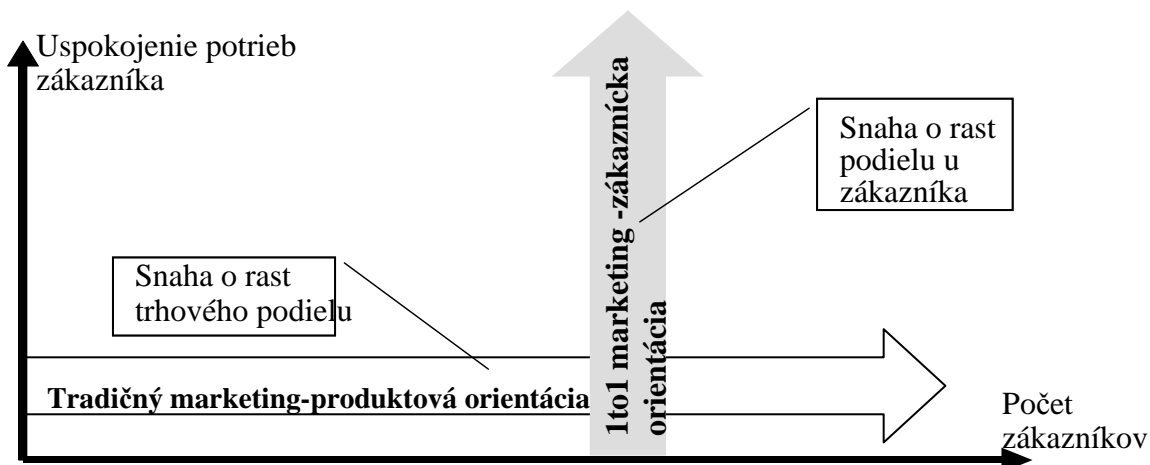 Uspokojenie potrieb
zákazníka
Snaha o rast
podielu u
zákazníka
1to1 marketing -zákaznícka
orientácia
Snaha o rast
trhového podielu
Tradičný marketing-produktová orientácia
Počet
zákazníkov